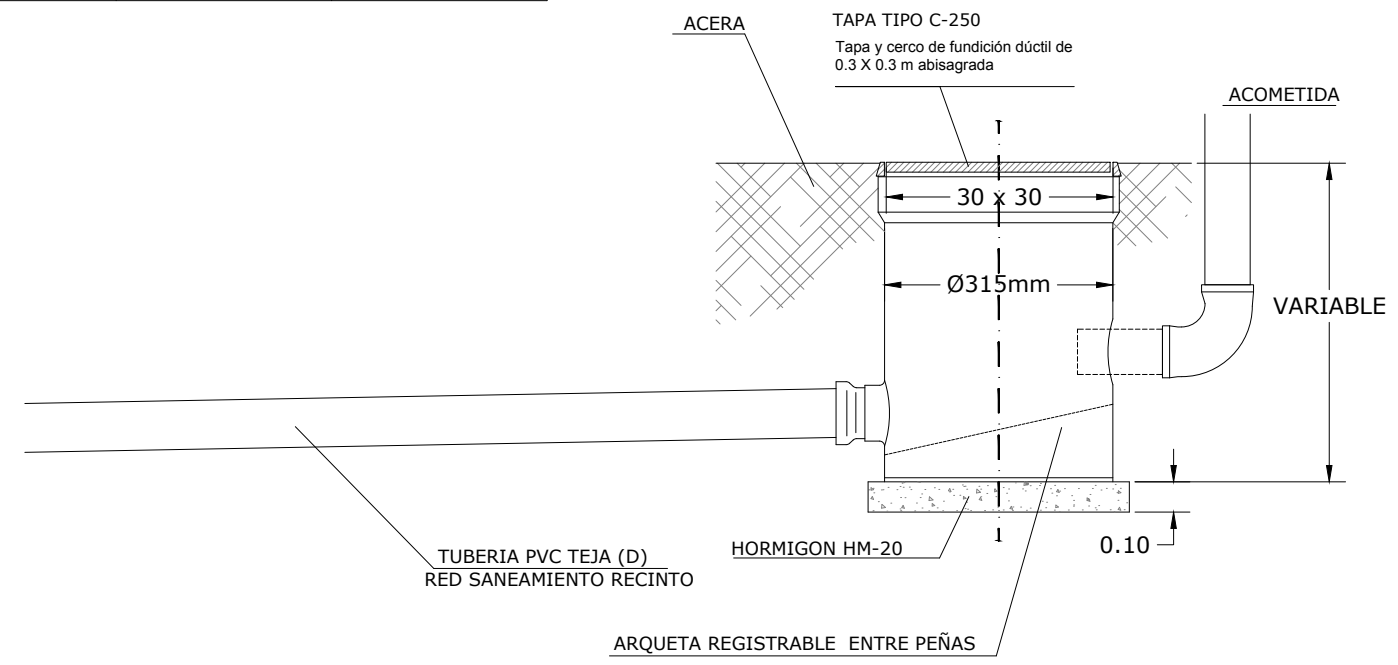 ACERA
TAPA TIPO C-250
Tapa y cerco de fundición dúctil de
0.3 X 0.3 m abisagrada
ACOMETIDA
30 x 30
Ø315mm
VARIABLE
0.10
HORMIGON HM-20
TUBERIA PVC TEJA (D)
RED SANEAMIENTO RECINTO
ARQUETA REGISTRABLE ENTRE PEÑAS